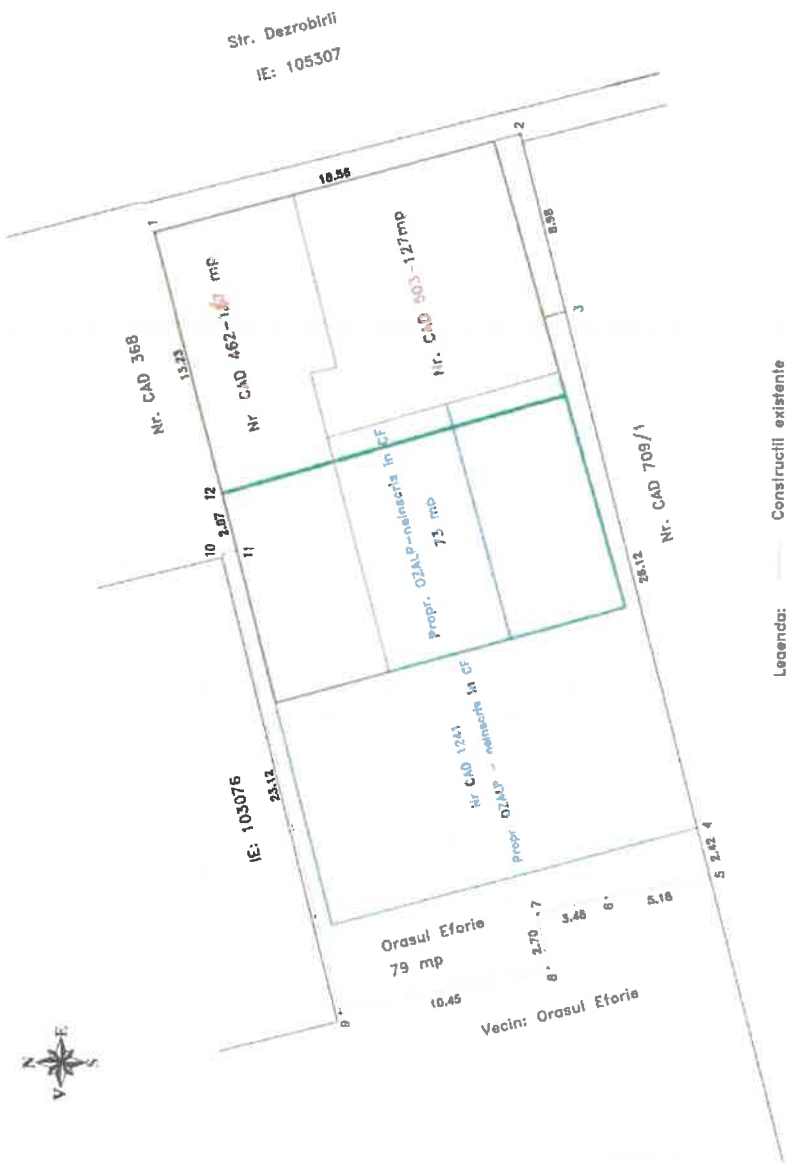 Str. Dezrobirii
IE: 105307
1
18.56
2
Nr. CAD 368
13.23
Nr CAD 462- mp
Nr. CAD 503-127mp
8.98
3
12
2.07
10
11
propr. OZALP-neinscris in CF
73 mp
Nr. CAD 709/1
25.12
IE: 103076
23.12
Nr CAD 1241
propr OZALP - neinscris in CF
4
2.42
5
Orasul Eforie
79 mp
7
2.70
3.48
6
5.18
8
10.45
9
Vecin: Orasul Eforie
N
E
S
V
Legenda:
Constructii existente